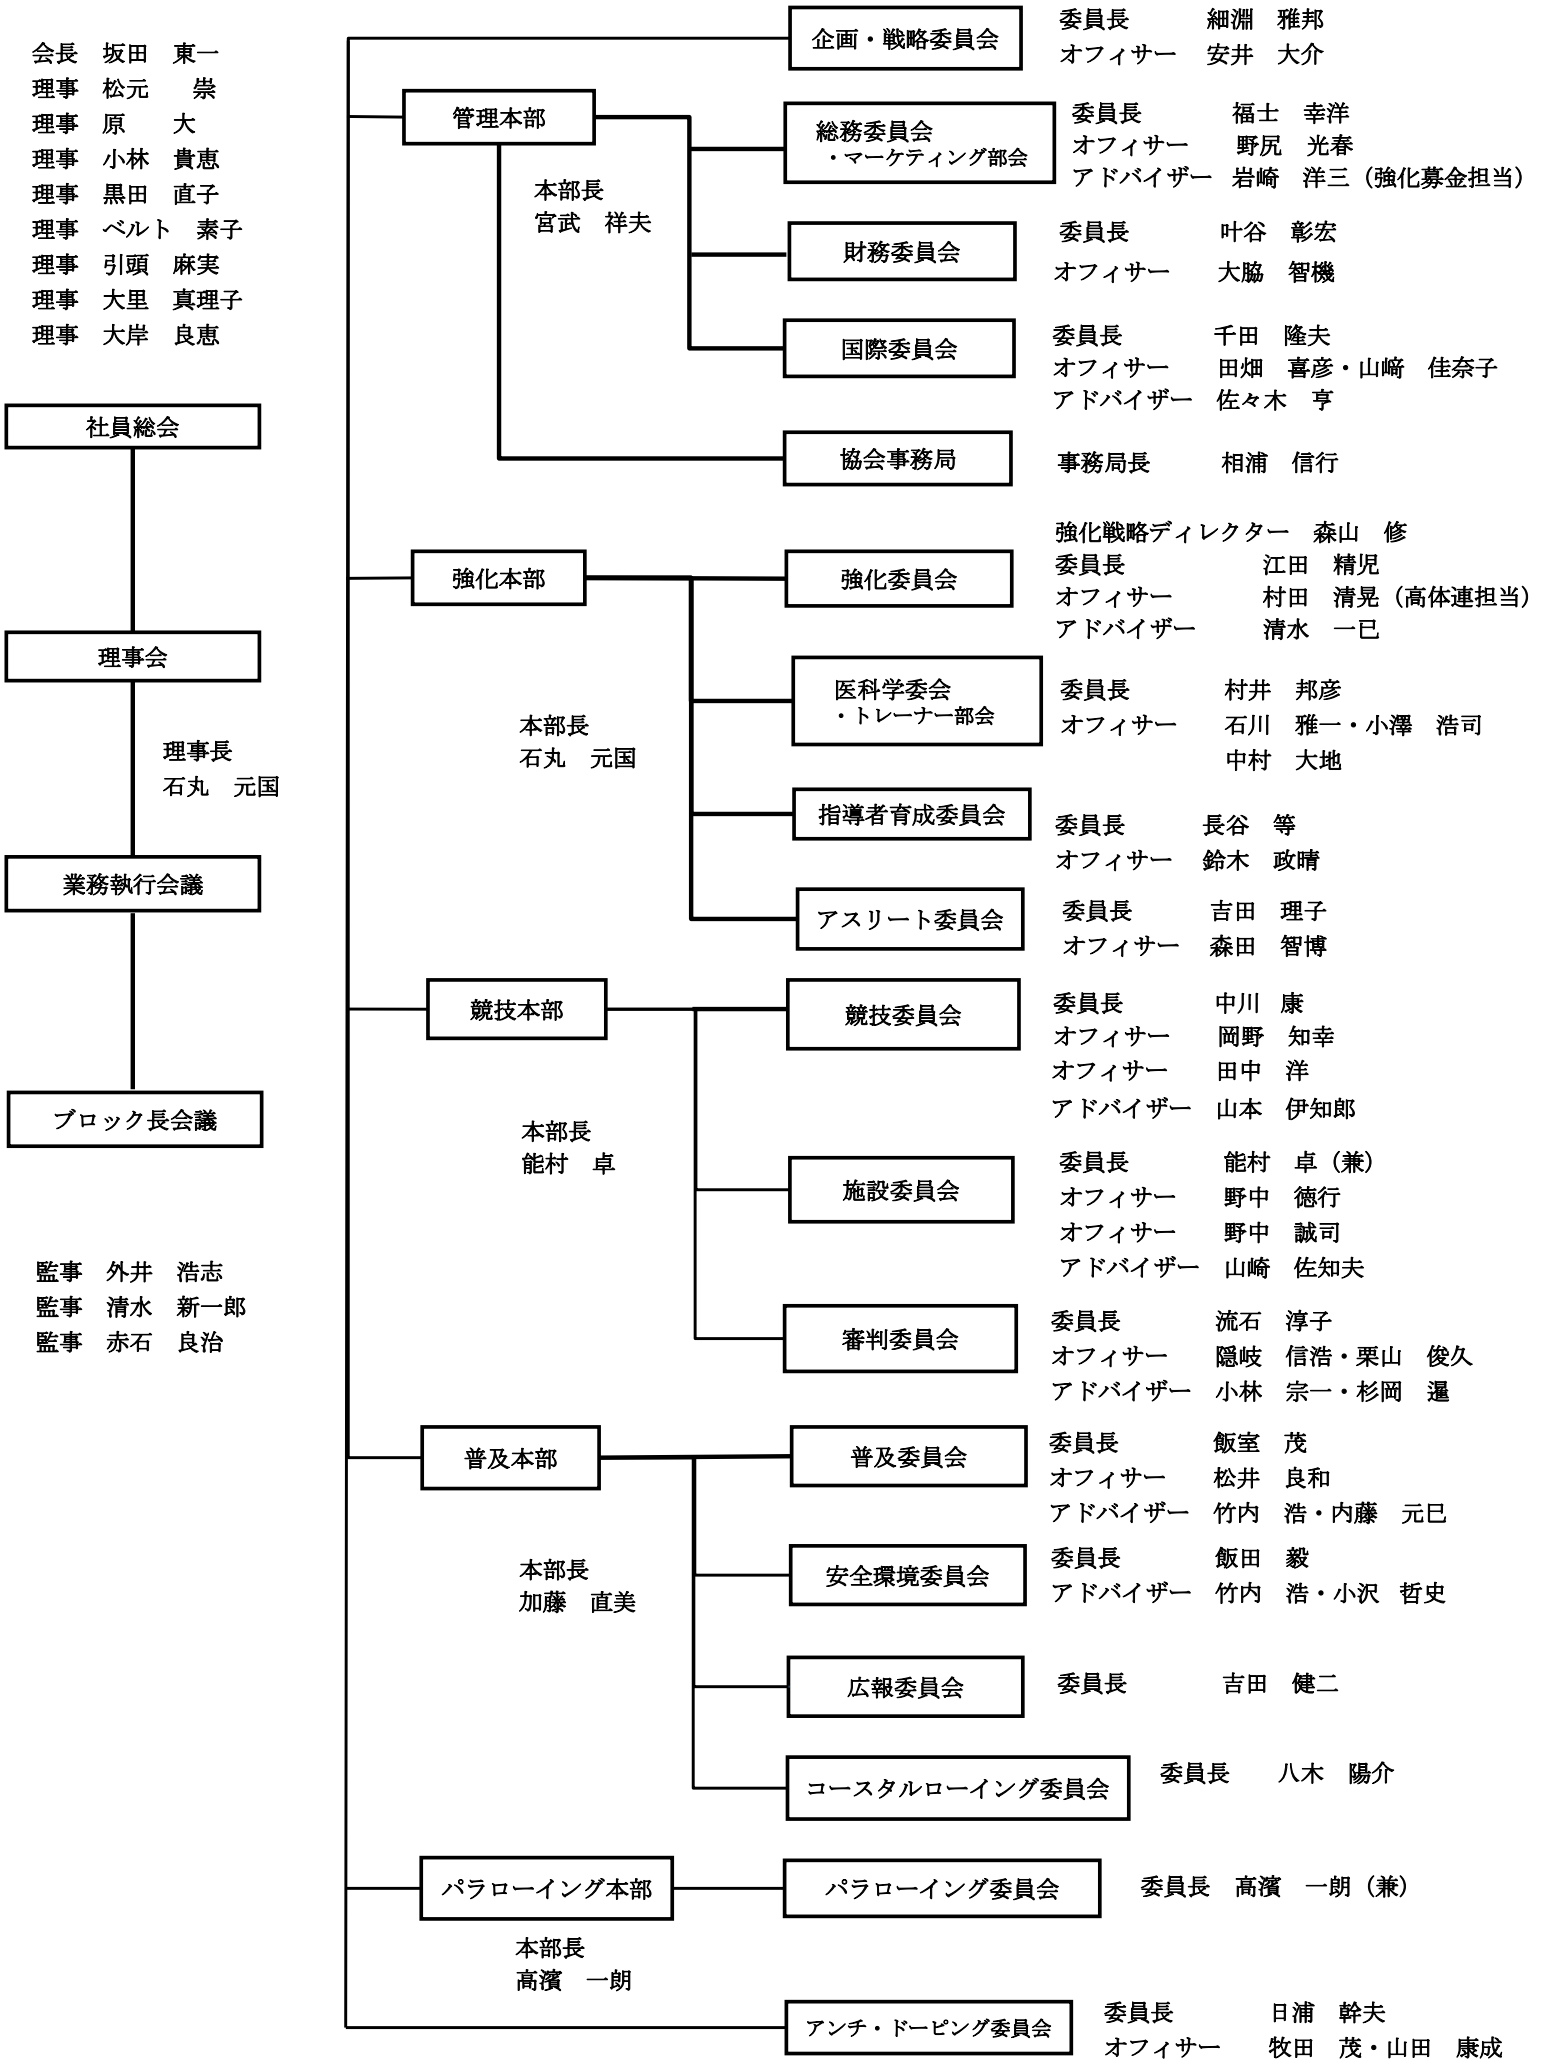 会長　坂田　東一
理事　松元　　崇
理事　原　　大
理事　小林　貴恵
理事　黒田　直子
理事　ベルト　素子
理事　引頭　麻実
理事　大里　真理子
理事　大岸　良恵
社員総会
理事会
理事長
石丸　元国
業務執行会議
ブロック長会議
監事　外井　浩志
監事　清水　新一郎
監事　赤石　良治
企画・戦略委員会
委員長　　　細淵　雅邦
オフィサー　安井　大介
管理本部
本部長
宮武　祥夫
総務委員会
・マーケティング部会
委員長　　　　福士　幸洋
オフィサー　　野尻　光春
アドバイザー　岩崎　洋三（強化募金担当）
財務委員会
委員長　　　　叶谷　彰宏
オフィサー　　大脇　智機
国際委員会
委員長　　　　千田　隆夫
オフィサー　　田畑　喜彦・山﨑　佳奈子
アドバイザー　佐々木　亨
協会事務局
事務局長　　　相浦　信行
強化本部
本部長
石丸　元国
強化委員会
強化戦略ディレクター　森山　修
委員長　　　　　　江田　精児
オフィサー　　　　村田　清晃（高体連担当）
アドバイザー　　　清水　一巳
医科学委会
・トレーナー部会
委員長　　　　村井　邦彦
オフィサー　　石川　雅一・小澤　浩司
中村　大地
指導者育成委員会
委員長　　　長谷　等
オフィサー　鈴木　政晴
アスリート委員会
委員長　　　吉田　理子
オフィサー　森田　智博
競技本部
本部長
能村　卓
競技委員会
委員長　　　　中川　康
オフィサー　　岡野　知幸
オフィサー　　田中　洋
アドバイザー　山本　伊知郎
施設委員会
委員長　　　　能村　卓（兼）
オフィサー　　野中　徳行
オフィサー　　野中　誠司
アドバイザー　山崎　佐知夫
審判委員会
委員長　　　　流石　淳子
オフィサー　　隠岐　信浩・栗山　俊久
アドバイザー　小林　宗一・杉岡　暹
普及本部
本部長
加藤　直美
普及委員会
委員長　　　　飯室　茂
オフィサー　　松井　良和
アドバイザー　竹内　浩・内藤　元巳
安全環境委員会
委員長　　　　飯田　毅
アドバイザー　竹内　浩・小沢　哲史
広報委員会
委員長　　　　吉田　健二
コースタルローイング委員会
委員長　　八木　陽介
パラローイング本部
本部長
高濱　一朗
パラローイング委員会
委員長　高濱　一朗（兼）
アンチ・ドーピング委員会
委員長　　　　日浦　幹夫
オフィサー　　牧田　茂・山田　康成